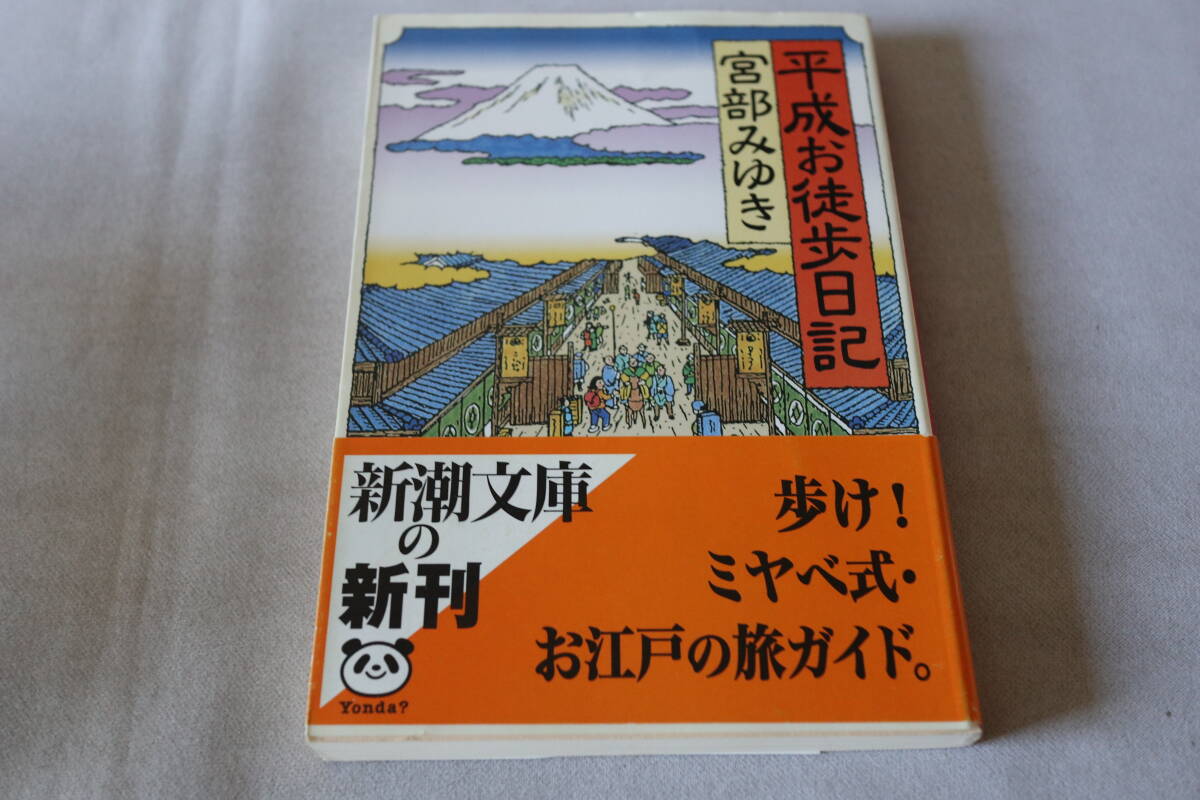 平成お徒歩日記
宮部みゆき
新潮文庫
の
新刊
Yonda?
歩け！
ミヤベ式・
お江戸の旅ガイド。